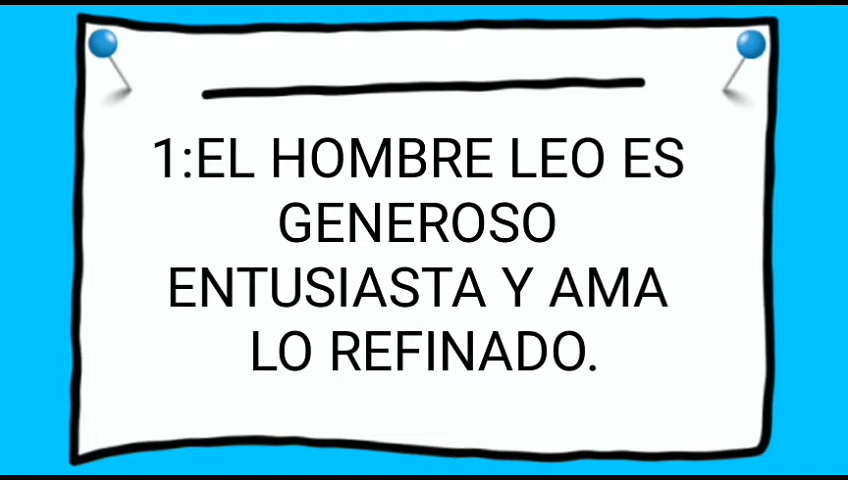 1:EL HOMBRE LEO ES
GENEROSO
ENTUSIASTA Y AMA
LO REFINADO.